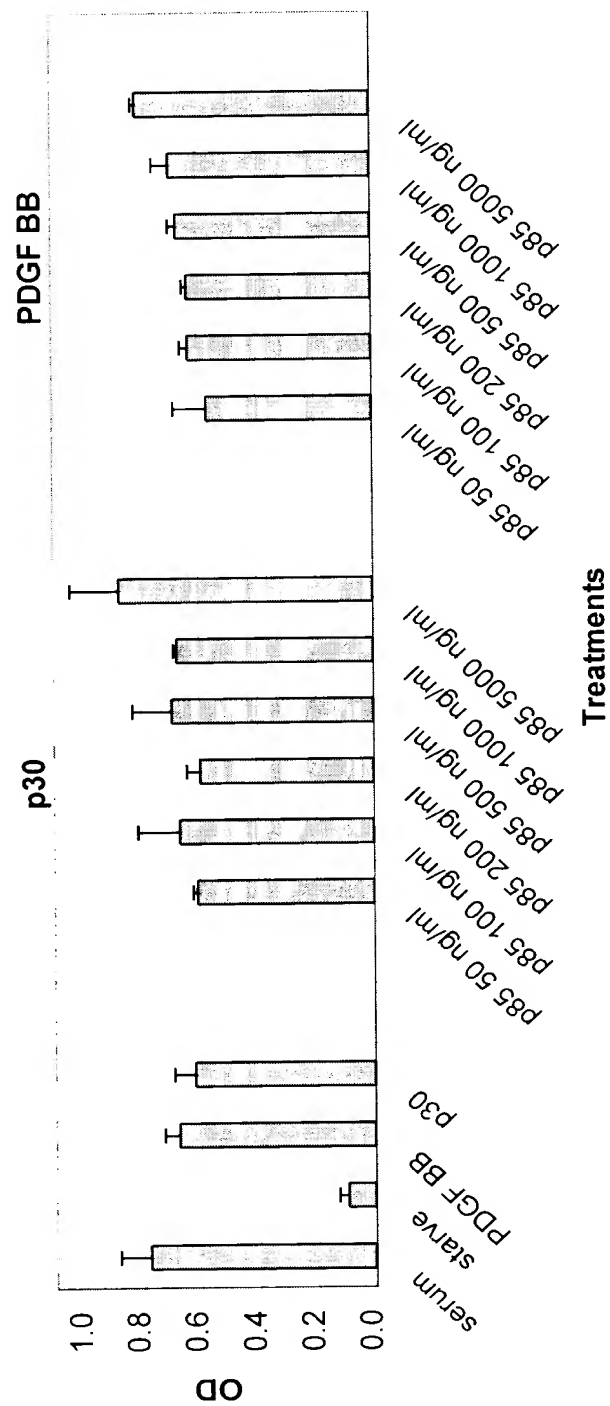 p30
PDGF BB
OD
1.0
0.8
0.6
0.4
0.2
0.0
serum
starve
PDGF BB
p30
p85 50 ng/ml
p85 100 ng/ml
p85 200 ng/ml
p85 500 ng/ml
p85 1000 ng/ml
p85 5000 ng/ml
p85 50 ng/ml
p85 100 ng/ml
p85 200 ng/ml
p85 500 ng/ml
p85 1000 ng/ml
p85 5000 ng/ml
Treatments